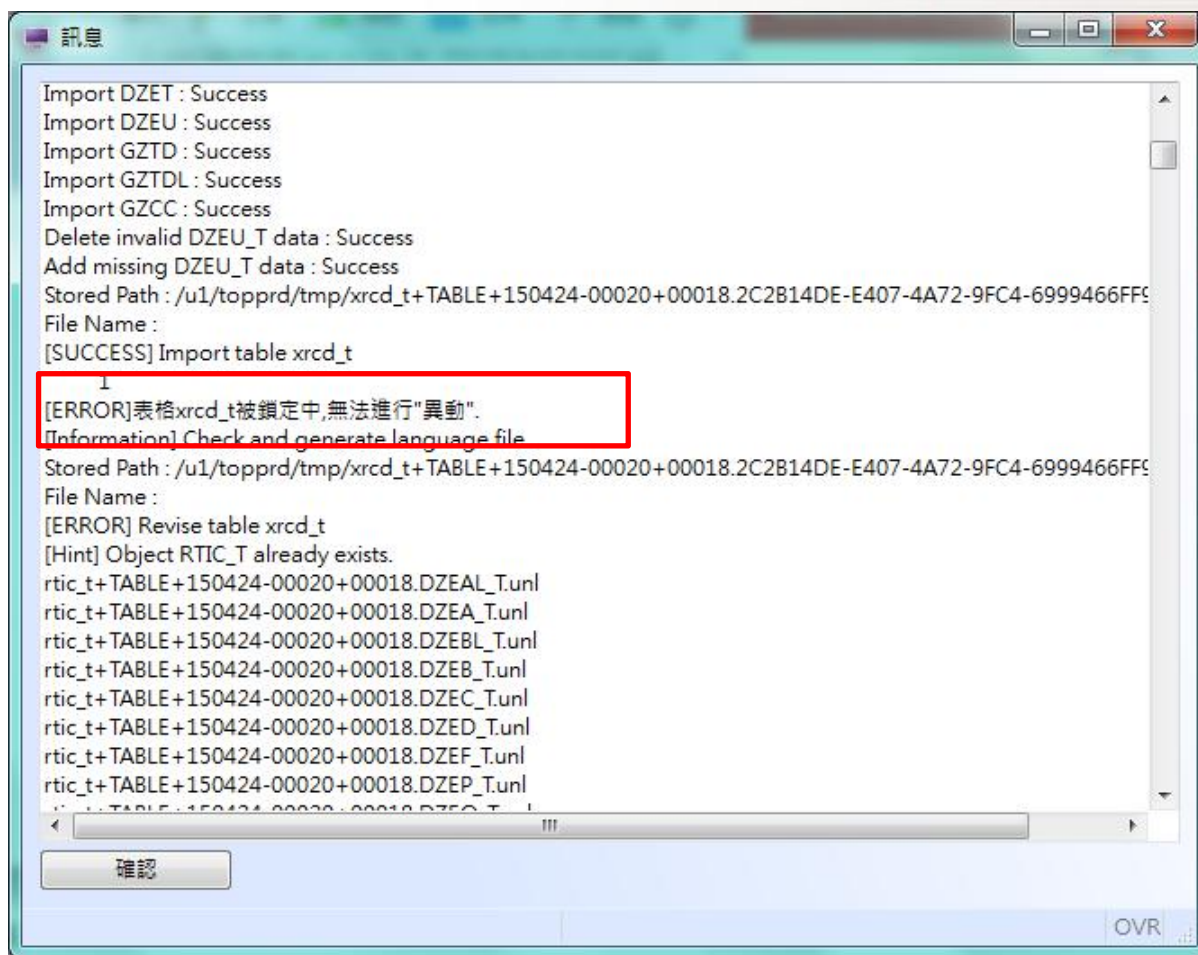 訊息
Import DZET : Success
Import DZEU : Success
Import GZTD : Success
Import GZTDL : Success
Import GZCC : Success
Delete invalid DZEU_T data : Success
Add missing DZEU_T data : Success
Stored Path : /u1/topprd/tmp/xrcd_t+TABLE+150424-00020+00018.2C2B14DE-E407-4A72-9FC4-6999466FF9
File Name :
[SUCCESS] Import table xrcd_t
1
[ERROR]表格xrcd_t被鎖定中,無法進行"異動".
[Information] Check and generate language file
Stored Path : /u1/topprd/tmp/xrcd_t+TABLE+150424-00020+00018.2C2B14DE-E407-4A72-9FC4-6999466FF9
File Name :
[ERROR] Revise table xrcd_t
[Hint] Object RTIC_T already exists.
rtic_t+TABLE+150424-00020+00018.DZEAL_T.unl
rtic_t+TABLE+150424-00020+00018.DZEA_T.unl
rtic_t+TABLE+150424-00020+00018.DZEBL_T.unl
rtic_t+TABLE+150424-00020+00018.DZEB_T.unl
rtic_t+TABLE+150424-00020+00018.DZEC_T.unl
rtic_t+TABLE+150424-00020+00018.DZED_T.unl
rtic_t+TABLE+150424-00020+00018.DZEF_T.unl
rtic_t+TABLE+150424-00020+00018.DZEP_T.unl
確認
OVR